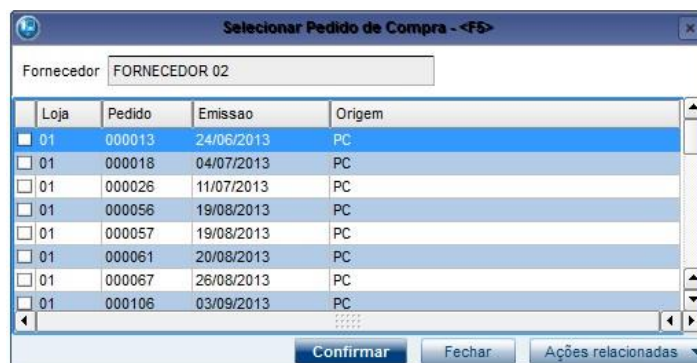 Selecionar Pedido de Compra - <F5>
Fornecedor FORNECEDOR 02
Loja Pedido Emissao Origem
01 000013 24/06/2013 PC
01 000018 04/07/2013 PC
01 000026 11/07/2013 PC
01 000056 19/08/2013 PC
01 000057 19/08/2013 PC
01 000061 20/08/2013 PC
01 000067 26/08/2013 PC
01 000106 03/09/2013 PC
Confirmar Fechar Ações relacionadas